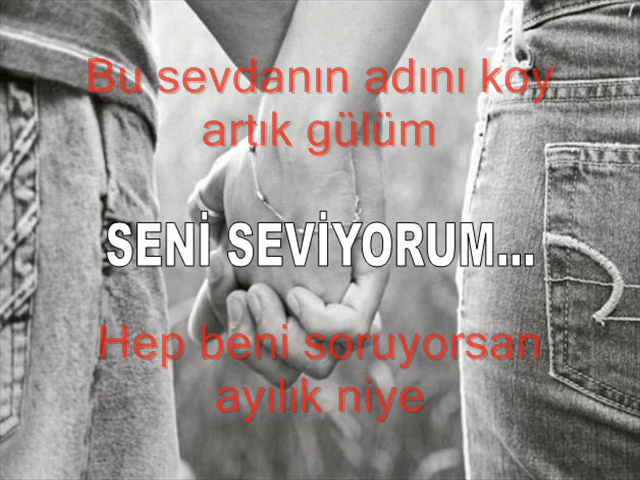 Bu sevdanın adını koy
artık gülüm
SENİ SEVİYORUM...
Hep beni soruyorsan
ayılık niye